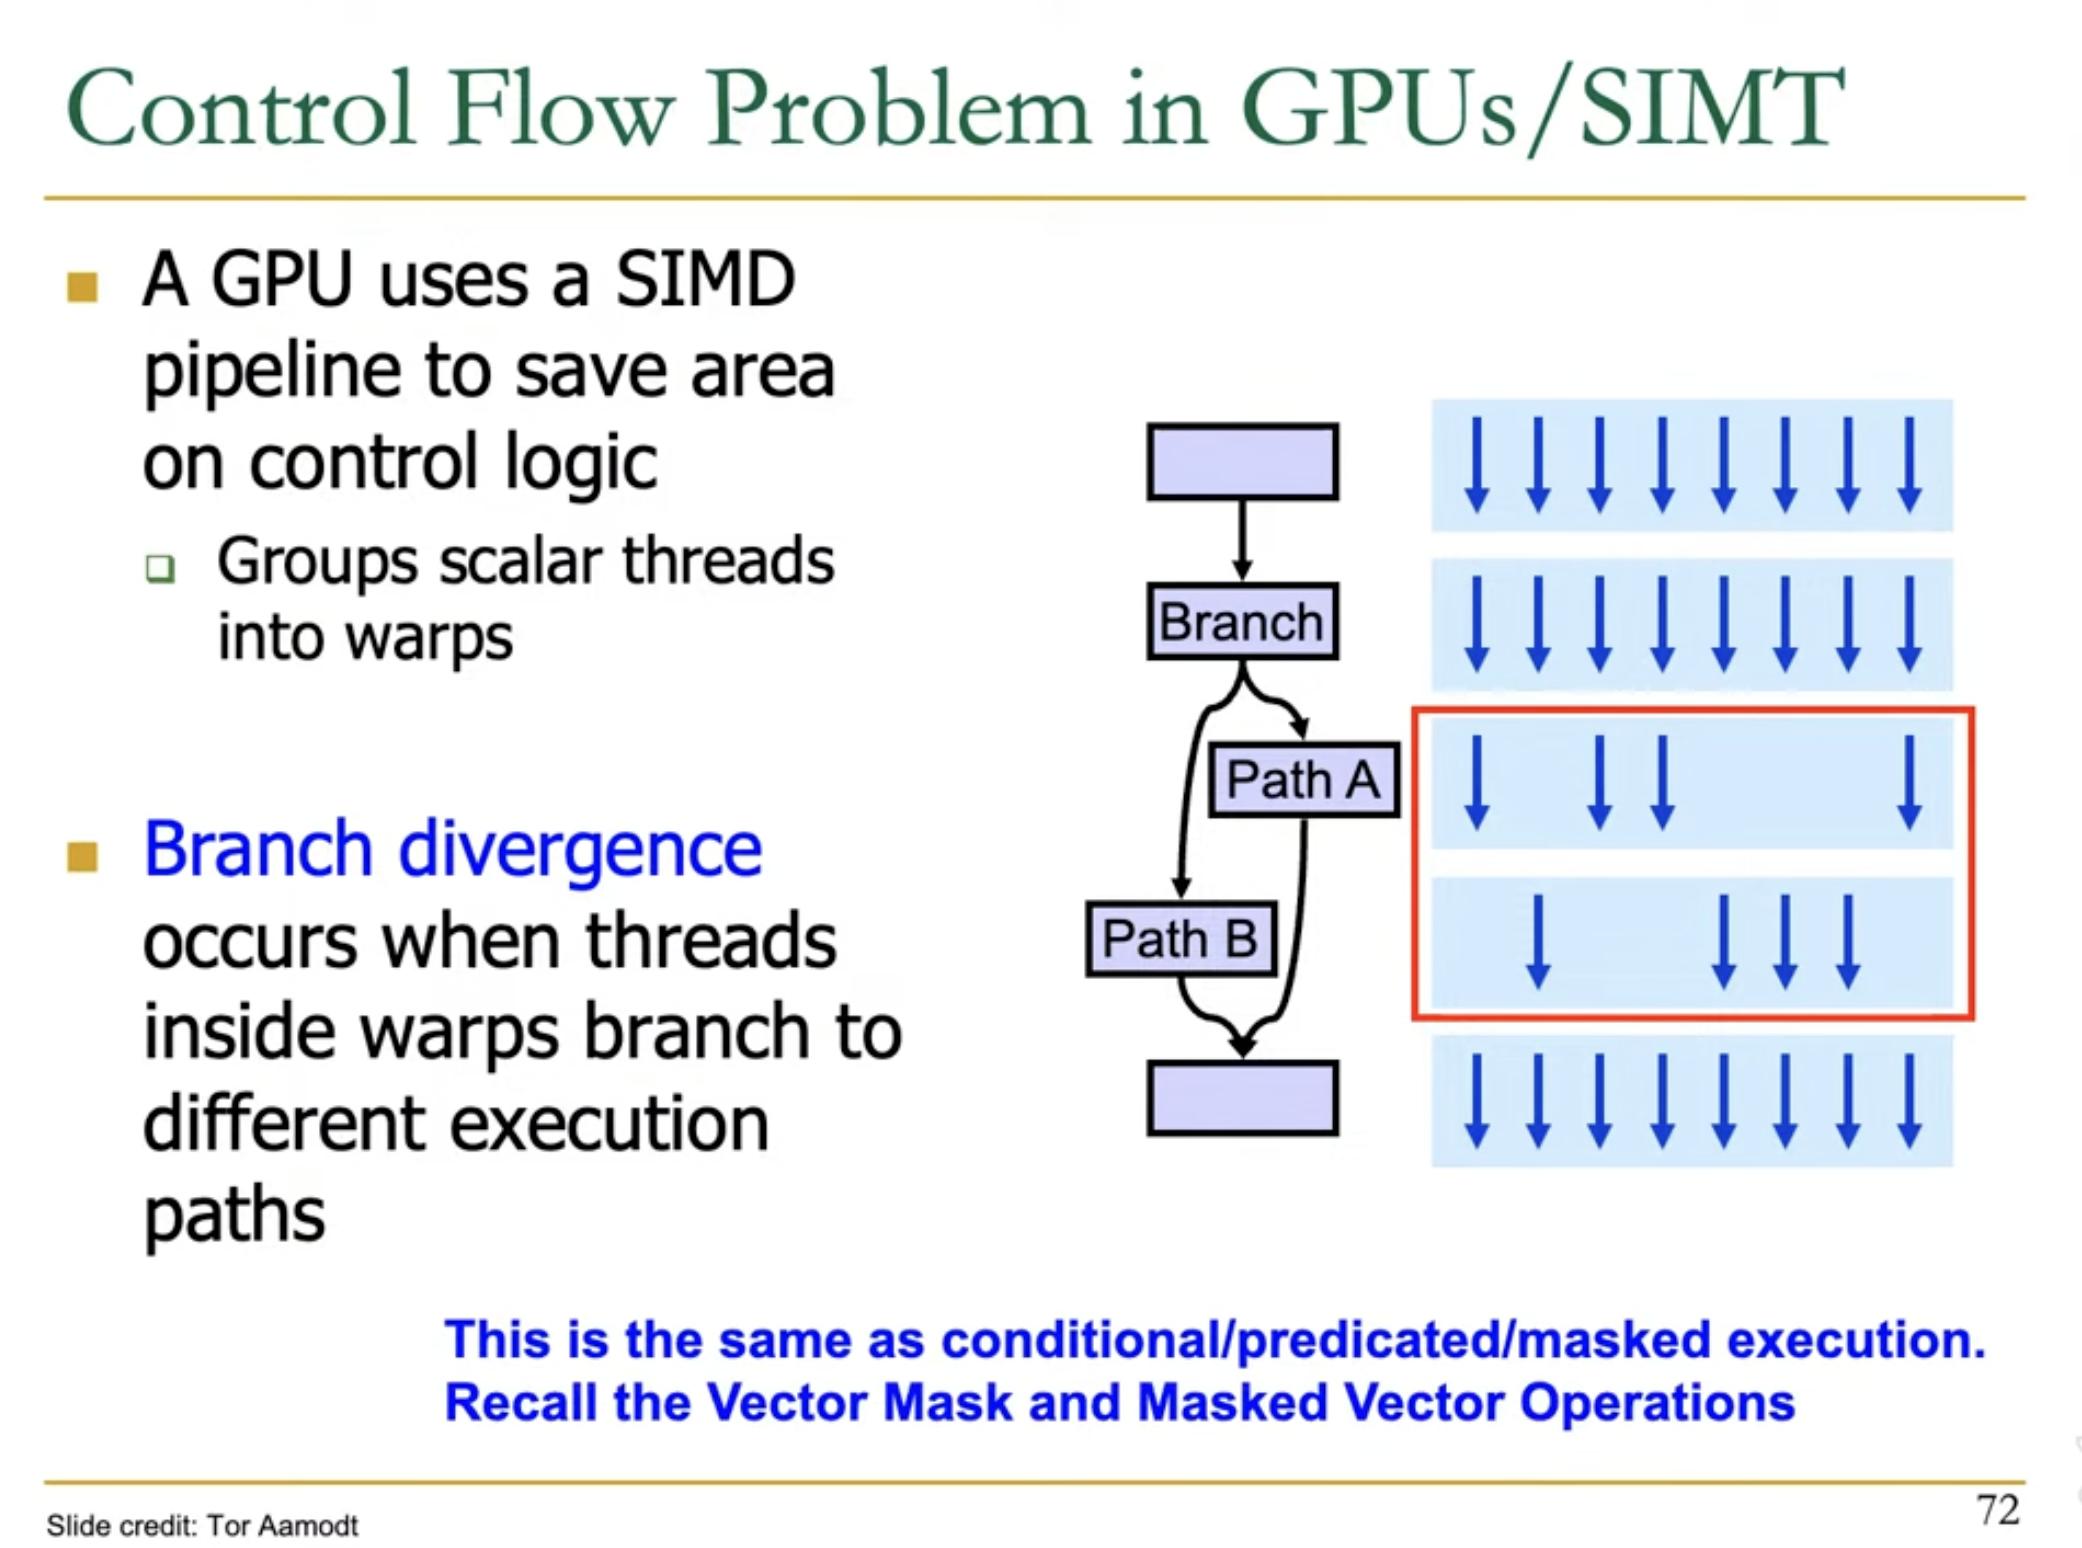 Control Flow Problem in GPUs/SIMT
A GPU uses a SIMD
pipeline to save area
on control logic
Groups scalar threads
into warps
Branch divergence
occurs when threads
inside warps branch to
different execution
paths
Branch
Path A
Path B
This is the same as conditional/predicated/masked execution.
Recall the Vector Mask and Masked Vector Operations
Slide credit: Tor Aamodt
72